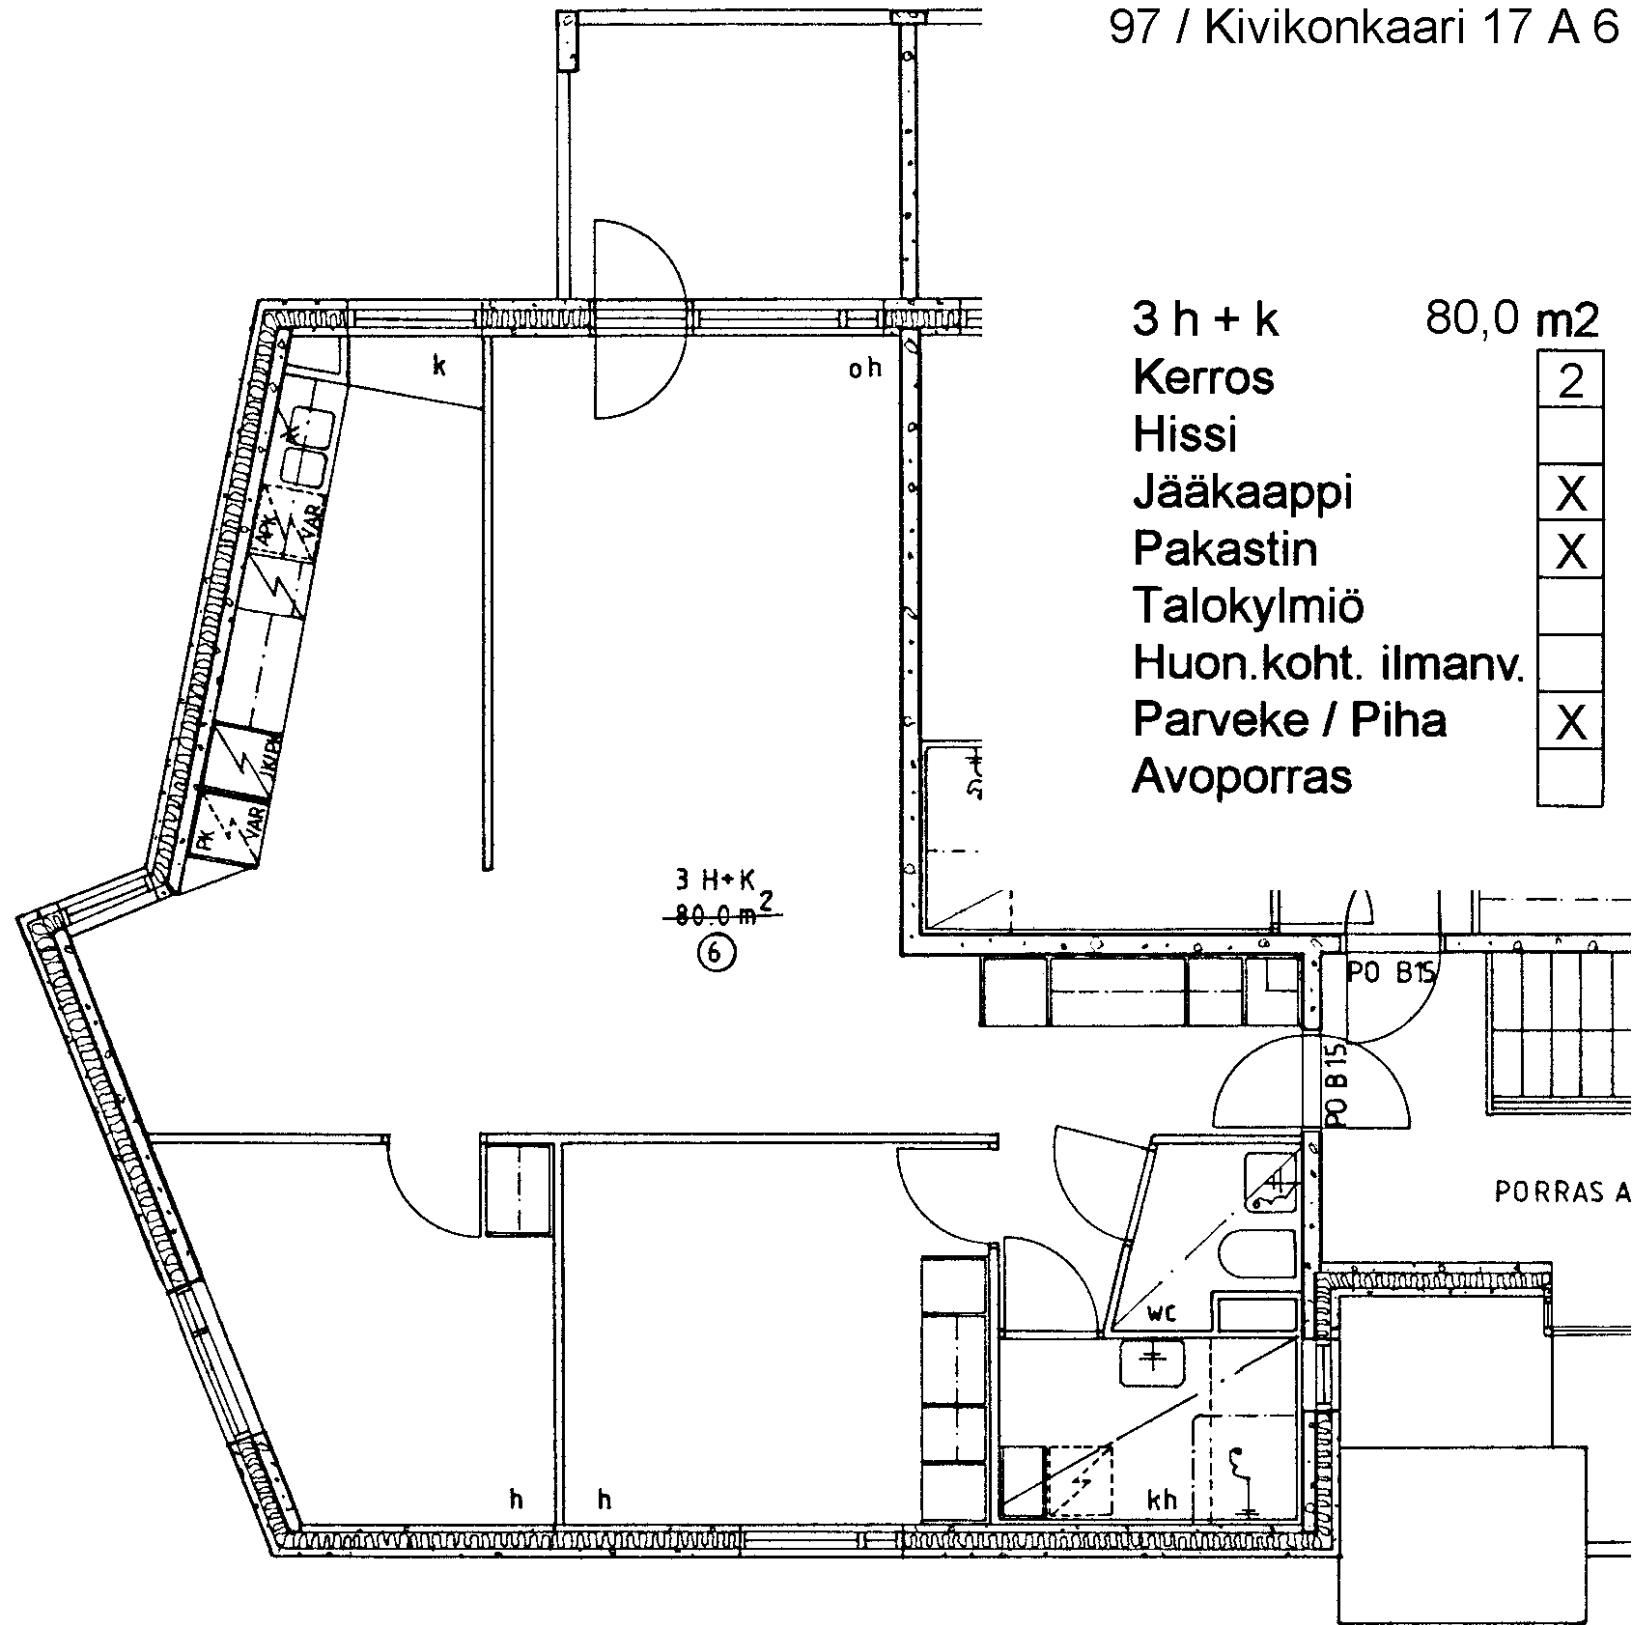 97 / Kivikonkaari 17 A 6
3 h + k 80,0 m2
Kerros 2
Hissi
Jääkaappi X
Pakastin X
Talokylmiö
Huon.koht. ilmanv.
Parveke / Piha X
Avoporras
k
oh
APK VAR
JK/PK
PK VAR
3 H+K
80.0 m2
6
PO B15
PO B15
PORRAS A
wc
h
h
kh